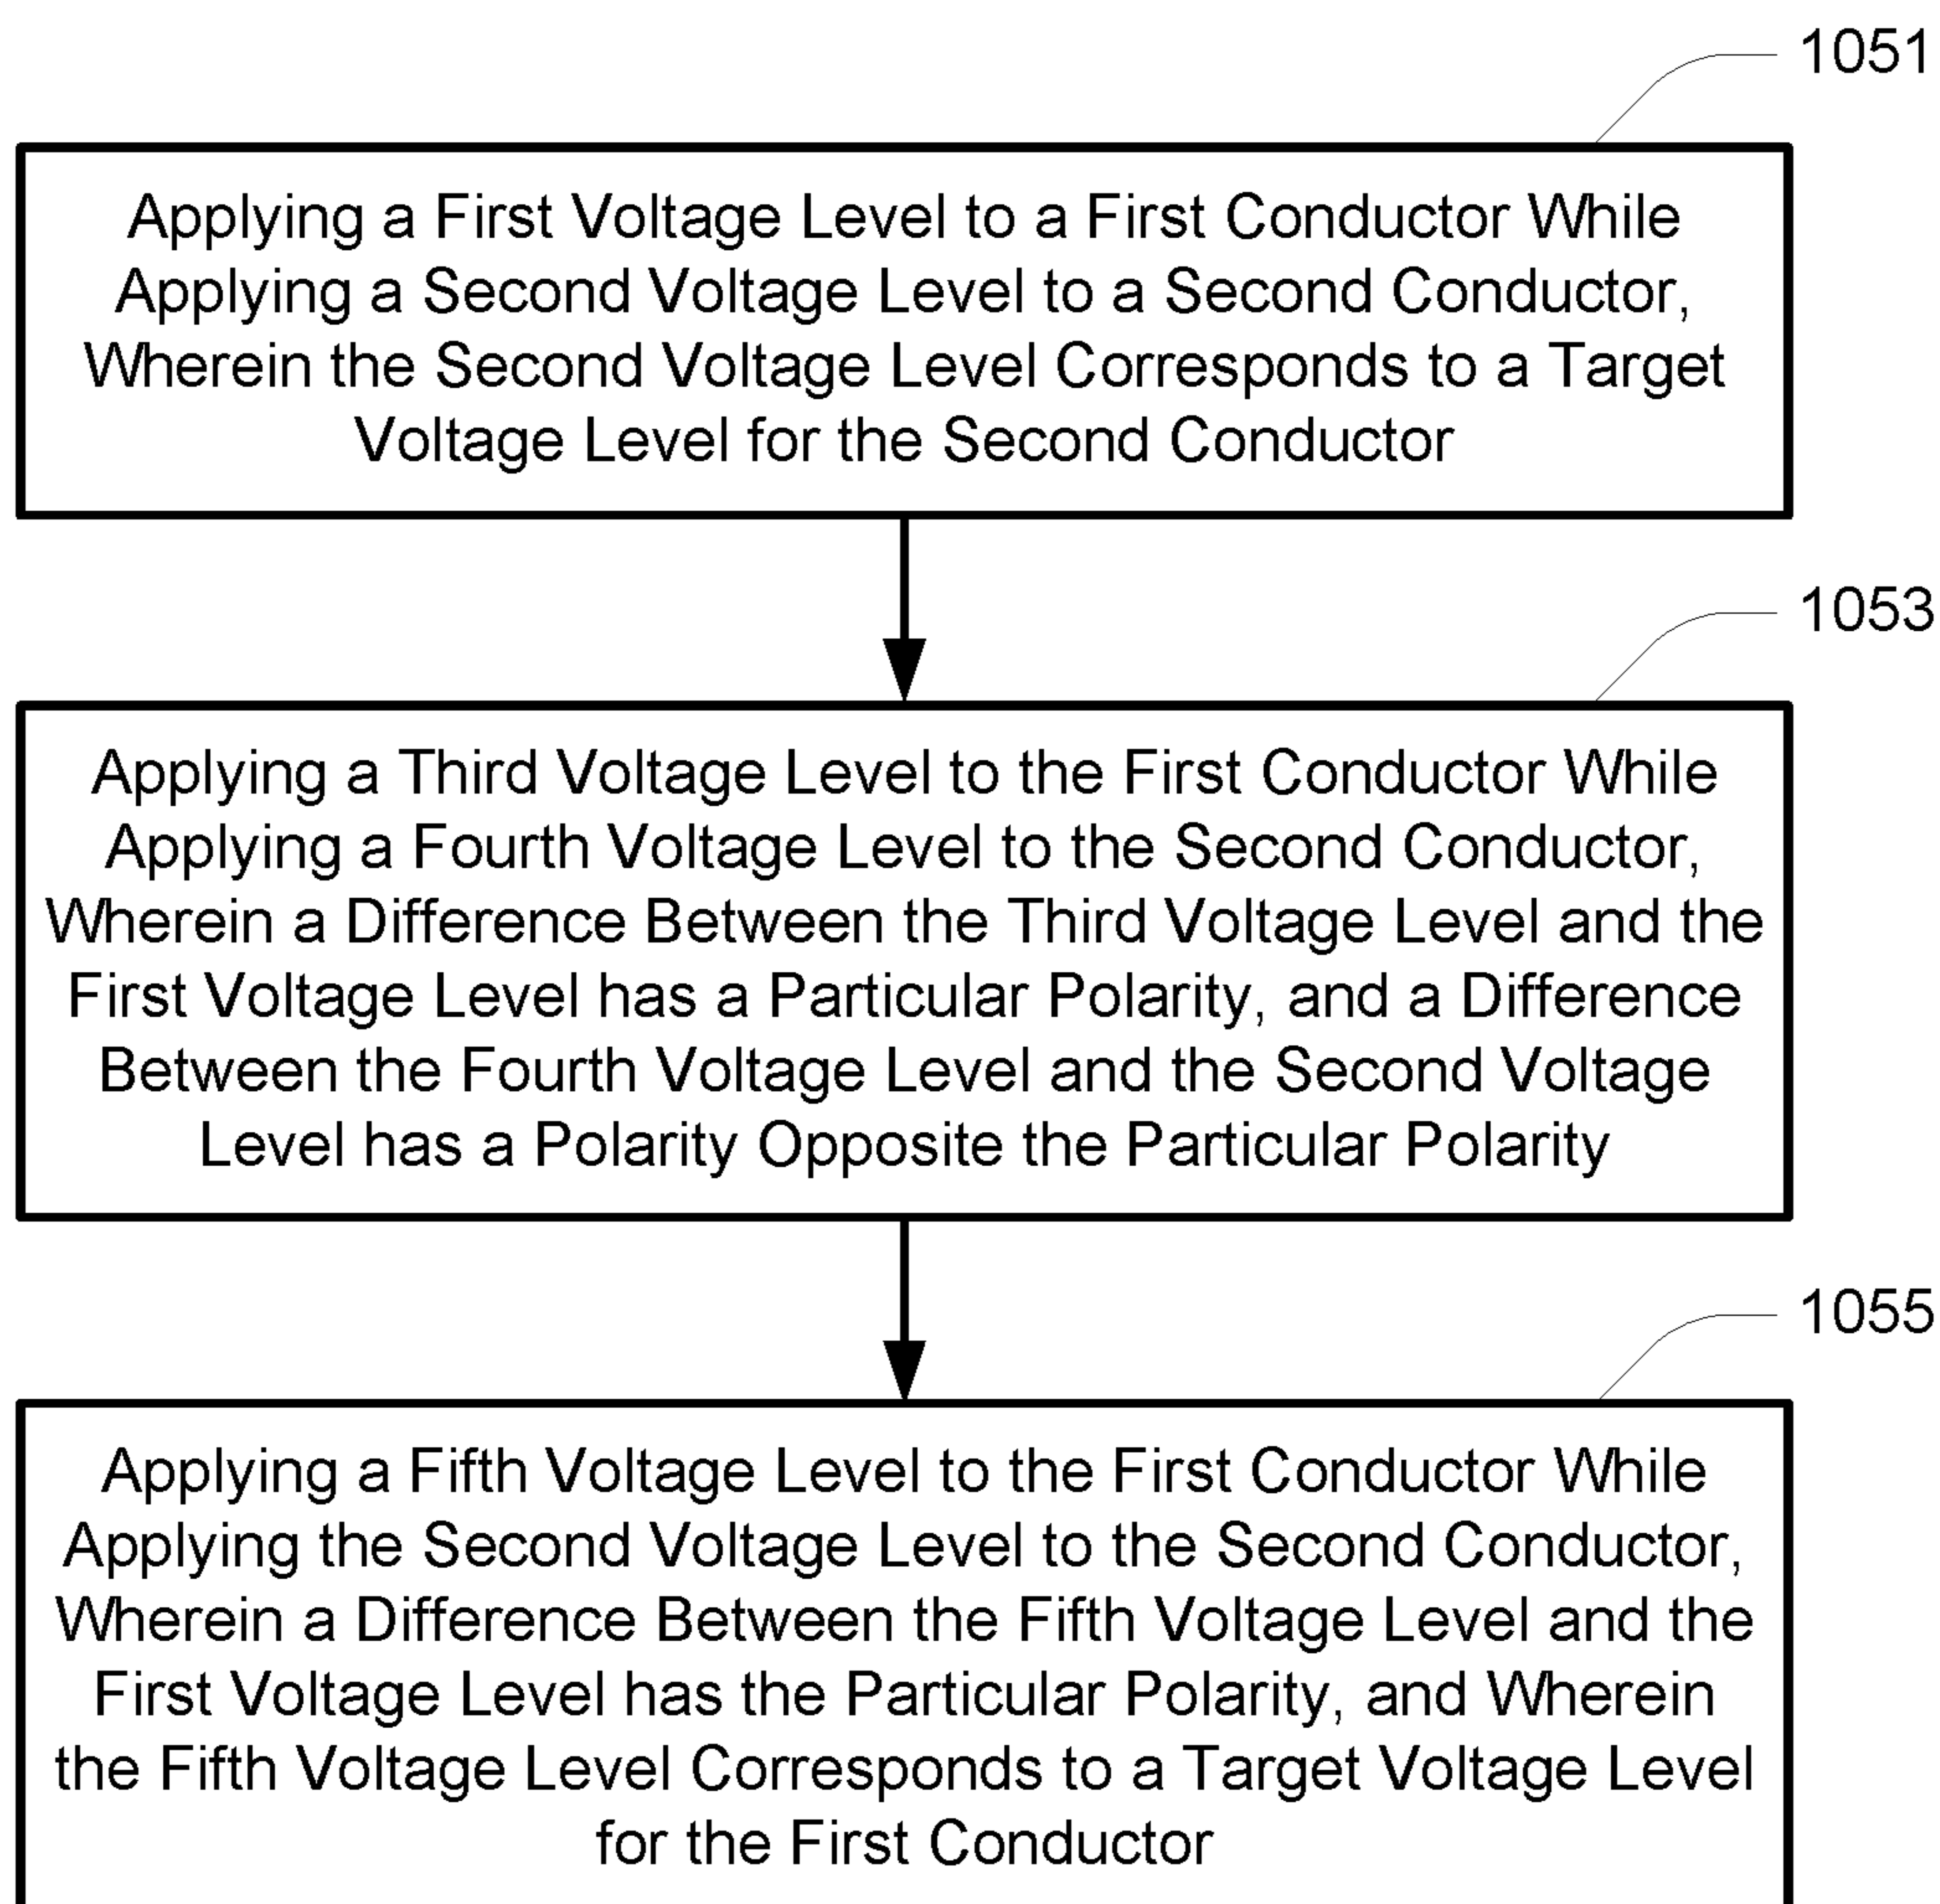 1051
Applying a First Voltage Level to a First Conductor While
Applying a Second Voltage Level to a Second Conductor,
Wherein the Second Voltage Level Corresponds to a Target
Voltage Level for the Second Conductor
1053
Applying a Third Voltage Level to the First Conductor While
Applying a Fourth Voltage Level to the Second Conductor,
Wherein a Difference Between the Third Voltage Level and the
First Voltage Level has a Particular Polarity, and a Difference
Between the Fourth Voltage Level and the Second Voltage
Level has a Polarity Opposite the Particular Polarity
1055
Applying a Fifth Voltage Level to the First Conductor While
Applying the Second Voltage Level to the Second Conductor,
Wherein a Difference Between the Fifth Voltage Level and the
First Voltage Level has the Particular Polarity, and Wherein
the Fifth Voltage Level Corresponds to a Target Voltage Level
for the First Conductor